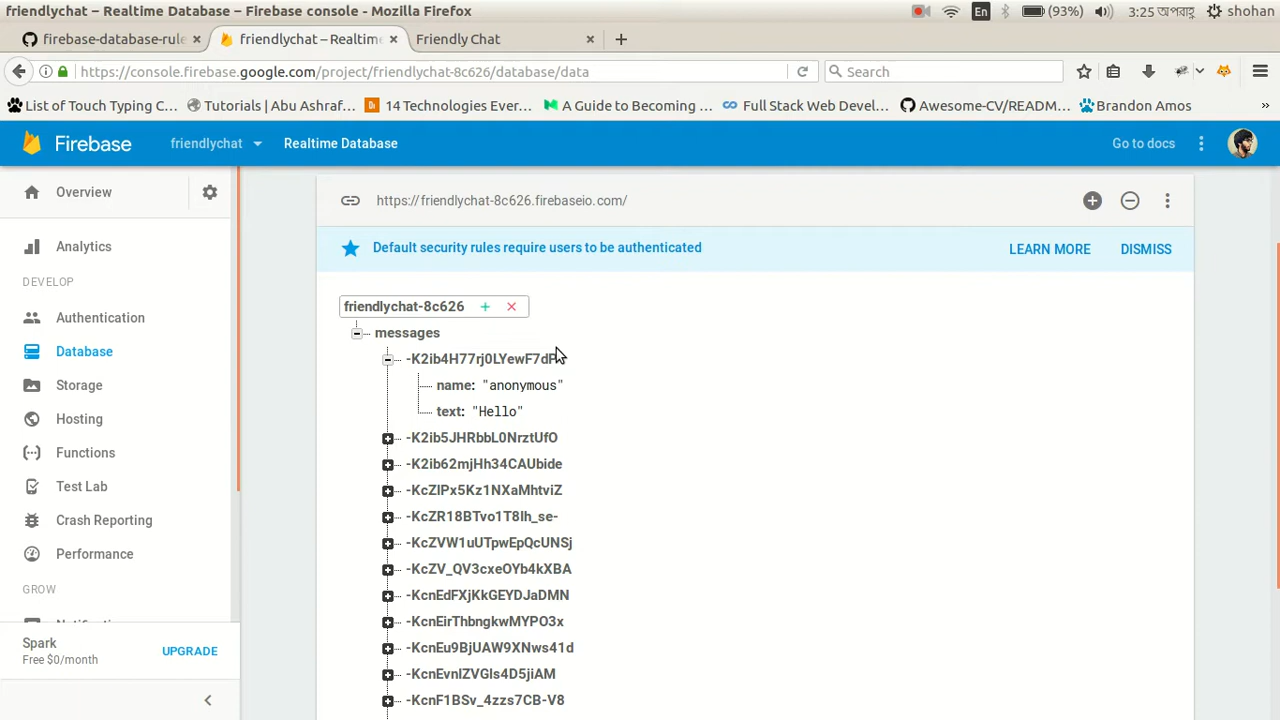 friendlychat – Realtime Database – Firebase console - Mozilla Firefox
En
(93%)
3:25 অপরাহ্ণ
shohan
firebase-database-rule
friendlychat – Realtime
Friendly Chat
https://console.firebase.google.com/project/friendlychat-8c626/database/data
Search
List of Touch Typing C…
Tutorials | Abu Ashraf…
14 Technologies Ever…
A Guide to Becoming …
Full Stack Web Devel…
Awesome-CV/READM…
Brandon Amos
Firebase
friendlychat
Realtime Database
Go to docs
Overview
Analytics
DEVELOP
Authentication
Database
Storage
Hosting
Functions
Test Lab
Crash Reporting
Performance
GROW
Spark
Free $0/month
UPGRADE
https://friendlychat-8c626.firebaseio.com/
Default security rules require users to be authenticated
LEARN MORE
DISMISS
friendlychat-8c626
messages
-K2ib4H77rj0LYewF7dP
name: "anonymous"
text: "Hello"
-K2ib5JHRbbL0NrztUfO
-K2ib62mjHh34CAUbide
-KcZIPx5Kz1NXaMhtviZ
-KcZR18BTvo1T8Ih_se-
-KcZVW1uUTpwEpQcUNSj
-KcZV_QV3cxeOYb4kXBA
-KcnEdFXjKkGEYDJaDMN
-KcnEirThbngkwMYPO3x
-KcnEu9BjUAW9XNws41d
-KcnEvnIZVGIs4D5jiAM
-KcnF1BSv_4zzs7CB-V8